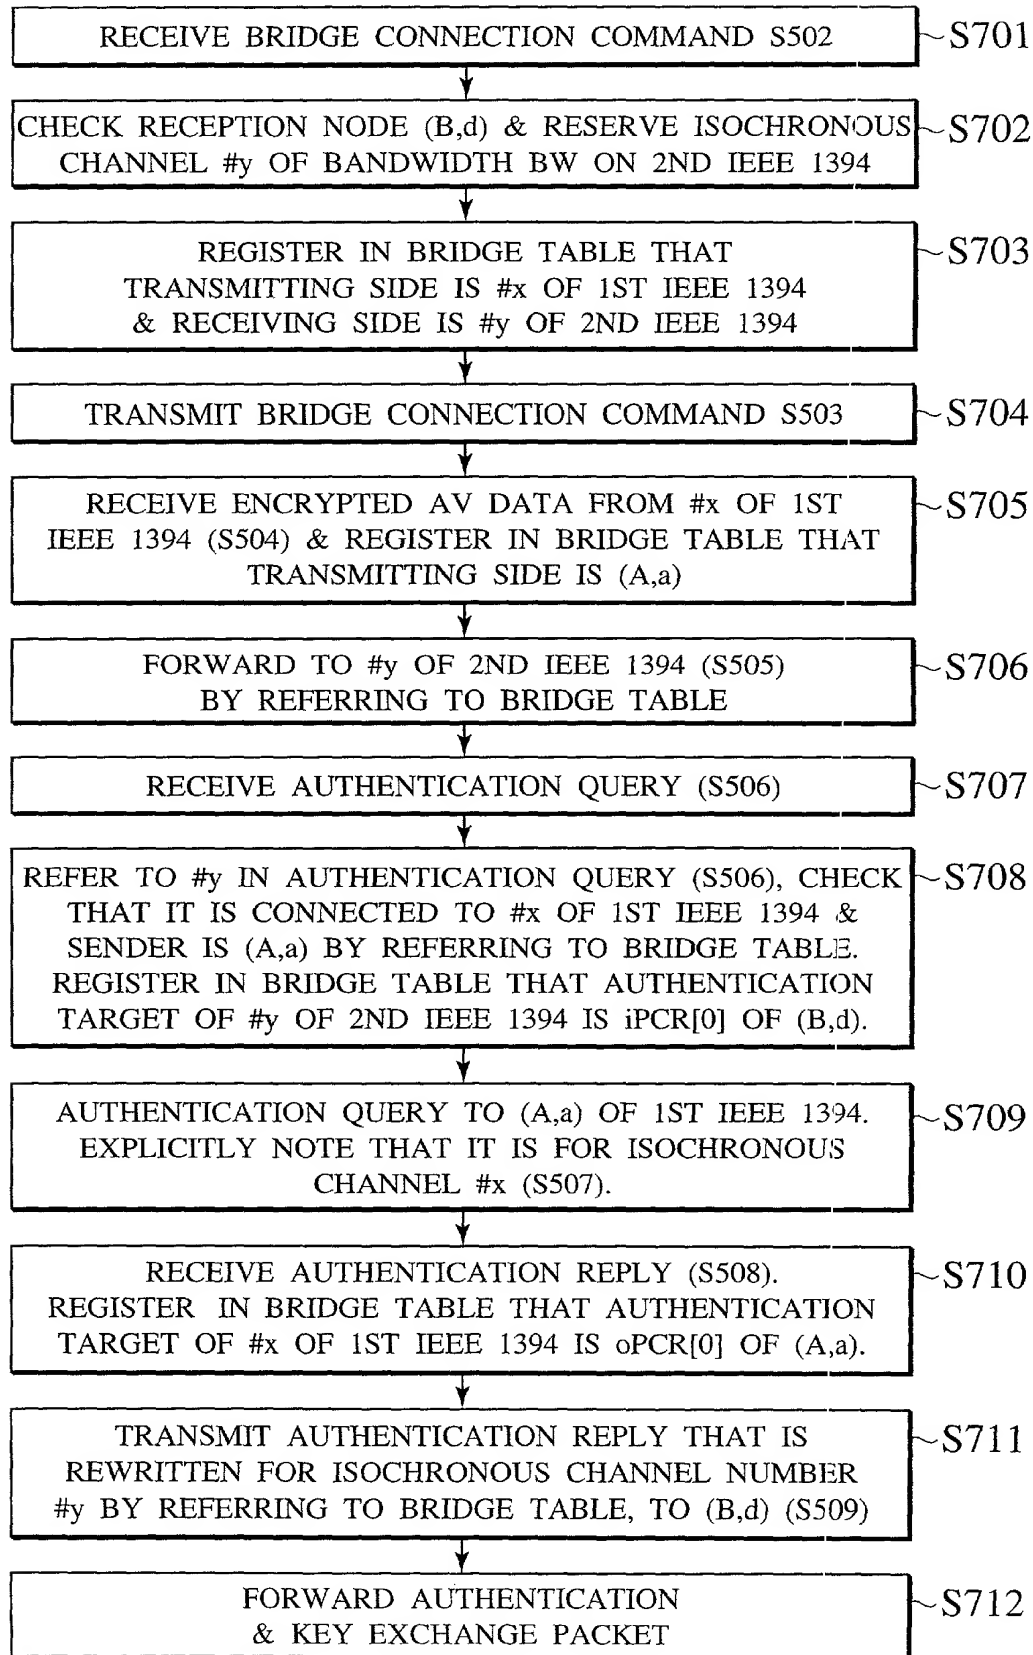 RECEIVE BRIDGE CONNECTION COMMAND S502
S701
CHECK RECEPTION NODE (B,d) & RESERVE ISOCHRONOUS
CHANNEL #y OF BANDWIDTH BW ON 2ND IEEE 1394
S702
REGISTER IN BRIDGE TABLE THAT
TRANSMITTING SIDE IS #x OF 1ST IEEE 1394
& RECEIVING SIDE IS #y OF 2ND IEEE 1394
S703
TRANSMIT BRIDGE CONNECTION COMMAND S503
S704
RECEIVE ENCRYPTED AV DATA FROM #x OF 1ST
IEEE 1394 (S504) & REGISTER IN BRIDGE TABLE THAT
TRANSMITTING SIDE IS (A,a)
S705
FORWARD TO #y OF 2ND IEEE 1394 (S505)
BY REFERRING TO BRIDGE TABLE
S706
RECEIVE AUTHENTICATION QUERY (S506)
S707
REFER TO #y IN AUTHENTICATION QUERY (S506), CHECK
THAT IT IS CONNECTED TO #x OF 1ST IEEE 1394 &
SENDER IS (A,a) BY REFERRING TO BRIDGE TABLE.
REGISTER IN BRIDGE TABLE THAT AUTHENTICATION
TARGET OF #y OF 2ND IEEE 1394 IS iPCR[0] OF (B,d).
S708
AUTHENTICATION QUERY TO (A,a) OF 1ST IEEE 1394.
EXPLICITLY NOTE THAT IT IS FOR ISOCHRONOUS
CHANNEL #x (S507).
S709
RECEIVE AUTHENTICATION REPLY (S508).
REGISTER IN BRIDGE TABLE THAT AUTHENTICATION
TARGET OF #x OF 1ST IEEE 1394 IS oPCR[0] OF (A,a).
S710
TRANSMIT AUTHENTICATION REPLY THAT IS
REWRITTEN FOR ISOCHRONOUS CHANNEL NUMBER
#y BY REFERRING TO BRIDGE TABLE, TO (B,d) (S509)
S711
FORWARD AUTHENTICATION
& KEY EXCHANGE PACKET
S712